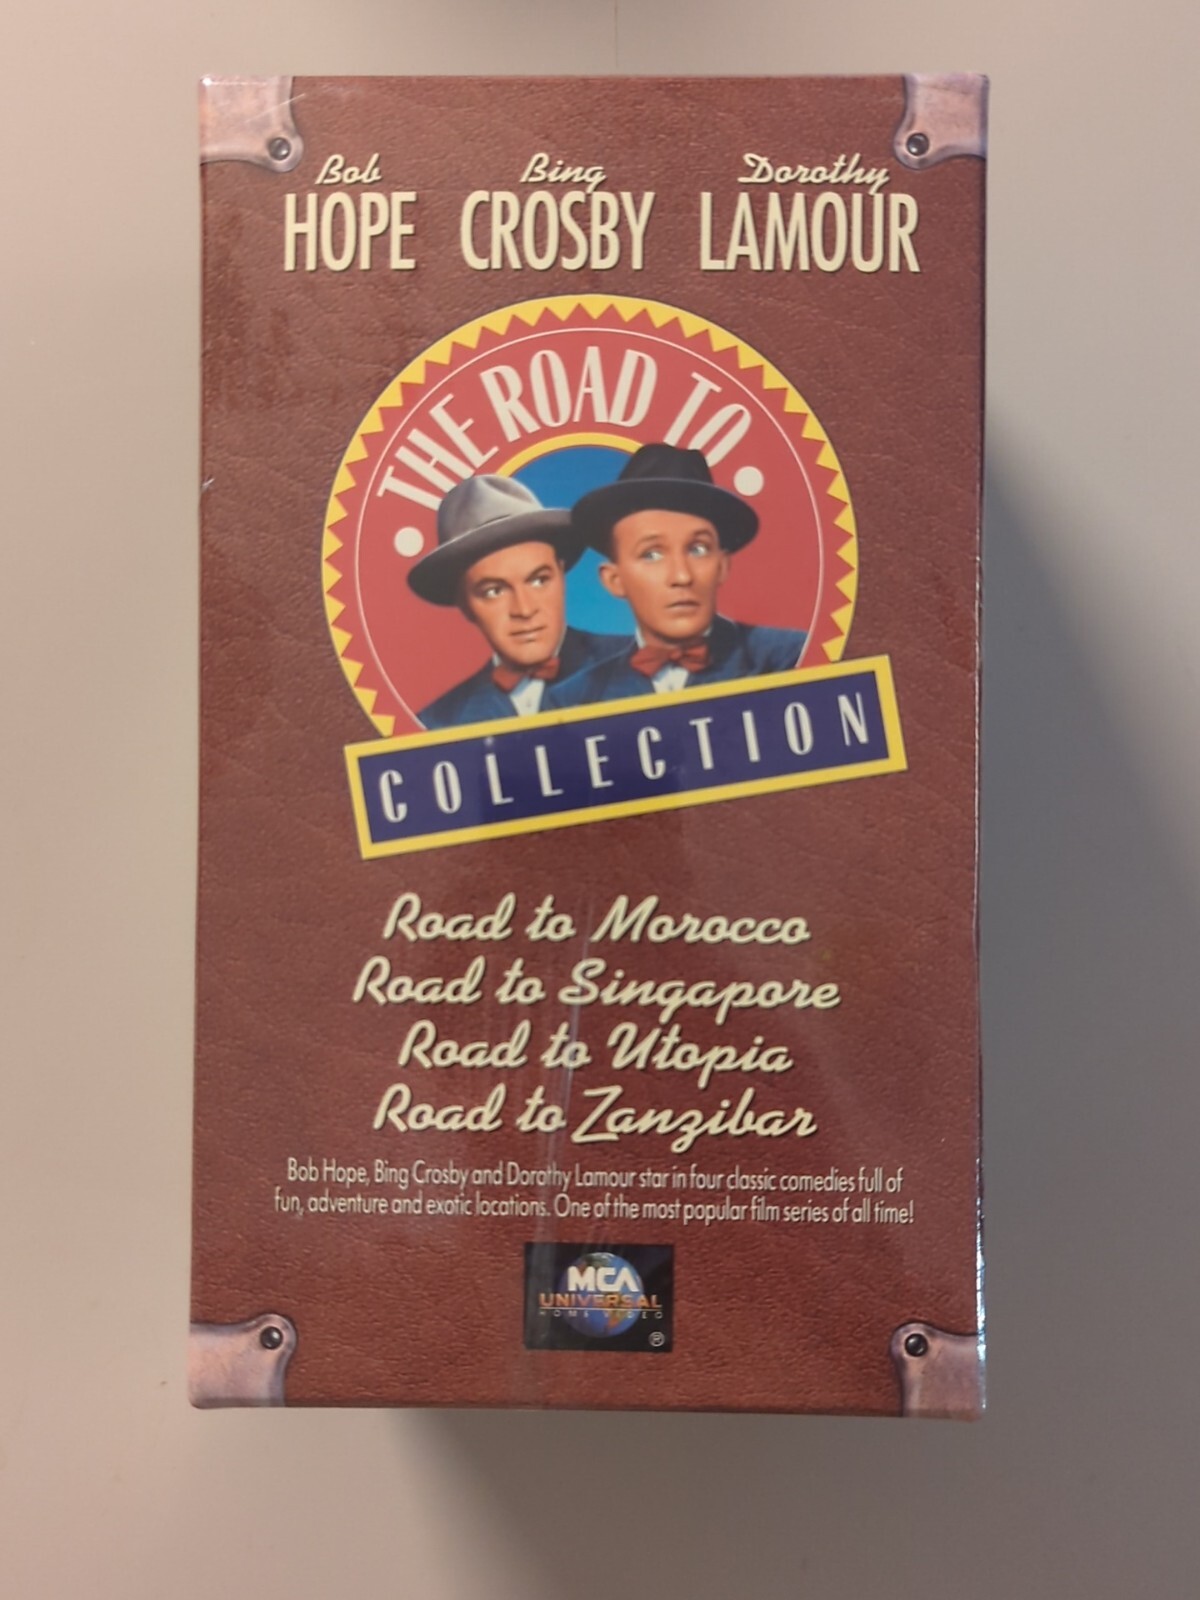 Bob Bing Dorothy
HOPE CROSBY LAMOUR
• THE ROAD TO •
COLLECTION
Road to Morocco
Road to Singapore
Road to Utopia
Road to Zanzibar
Bob Hope, Bing Crosby and Dorothy Lamour star in four classic comedies full of
fun, adventure and exotic locations. One of the most popular film series of all time!
MCA
UNIVERSAL
HOME VIDEO
®